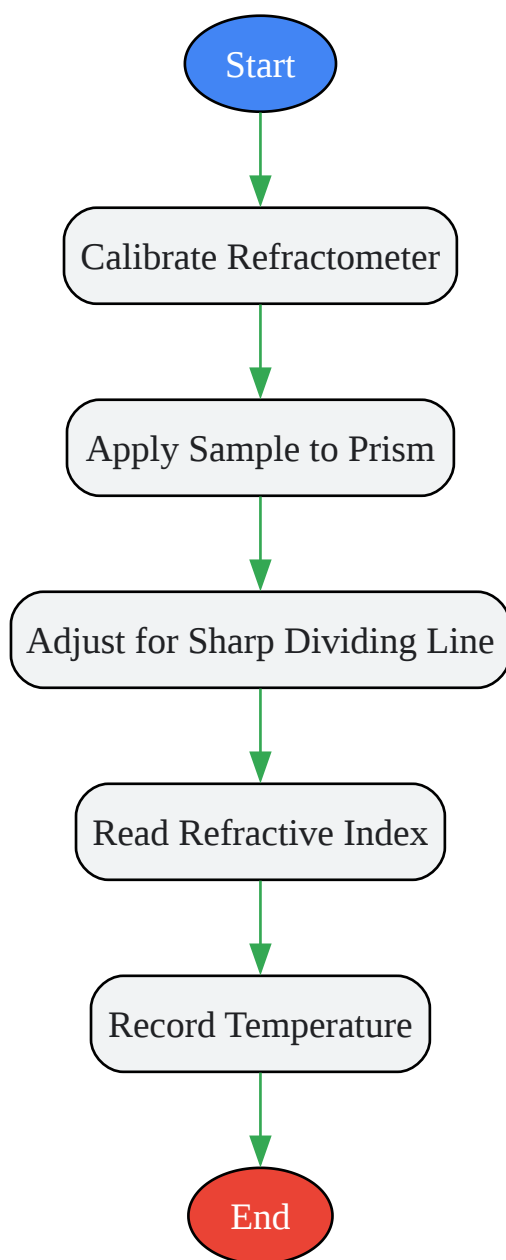 Start
Calibrate Refractometer
Apply Sample to Prism
Adjust for Sharp Dividing Line
Read Refractive Index
Record Temperature
End